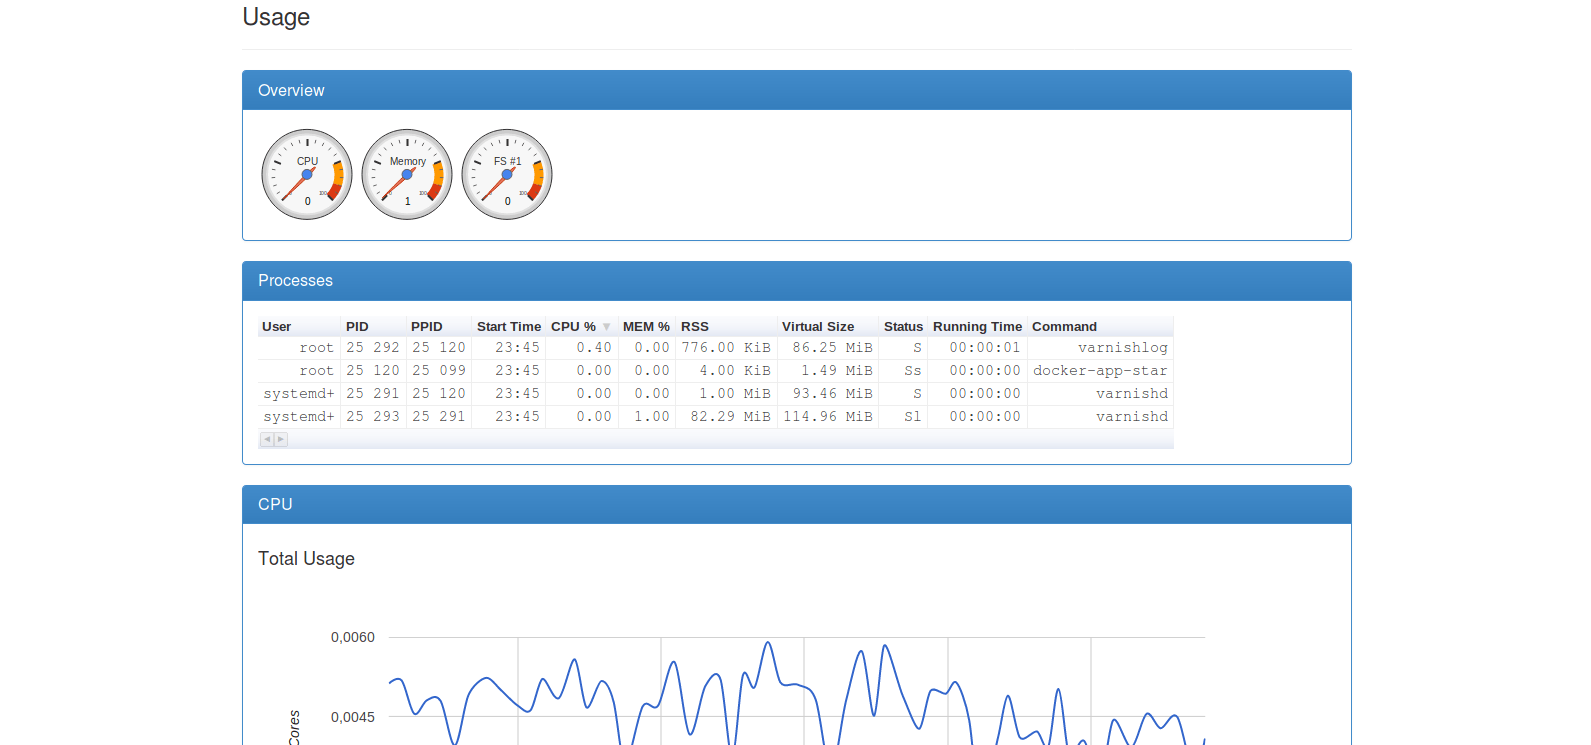 Usage
Overview
CPU Memory FS #1
0 100 0 100 0 100
0 1 0
Processes
User PID PPID Start Time CPU % ▼ MEM % RSS Virtual Size Status Running Time Command
root 25 292 25 120 23:45 0.40 0.00 776.00 KiB 86.25 MiB S 00:00:01 varnishlog
root 25 120 25 099 23:45 0.00 0.00 4.00 KiB 1.49 MiB Ss 00:00:00 docker-app-star
systemd+ 25 291 25 120 23:45 0.00 0.00 1.00 MiB 93.46 MiB S 00:00:00 varnishd
systemd+ 25 293 25 291 23:45 0.00 1.00 82.29 MiB 114.96 MiB Sl 00:00:00 varnishd
CPU
Total Usage
0,0060
0,0045
Cores